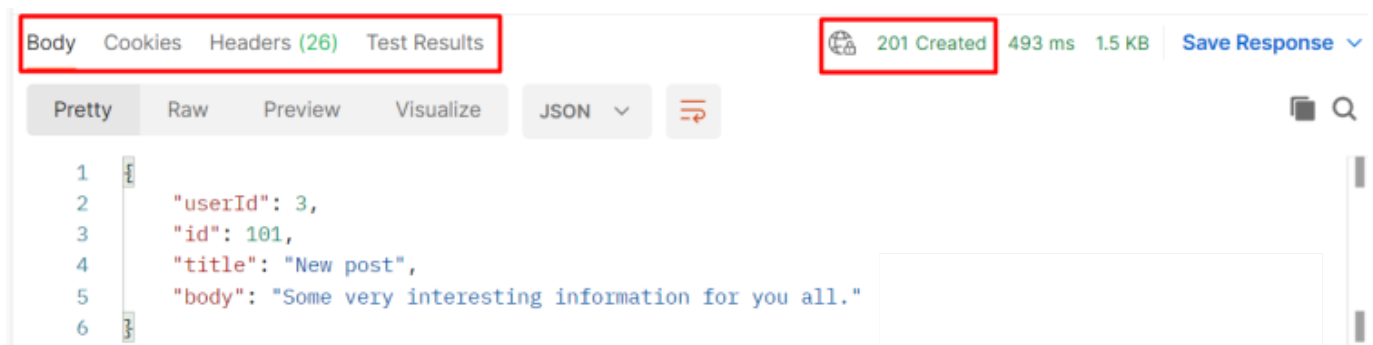 Body Cookies Headers (26) Test Results 201 Created 493 ms 1.5 KB Save Response
Pretty Raw Preview Visualize JSON
1 {
2 "userId": 3,
3 "id": 101,
4 "title": "New post",
5 "body": "Some very interesting information for you all."
6 }